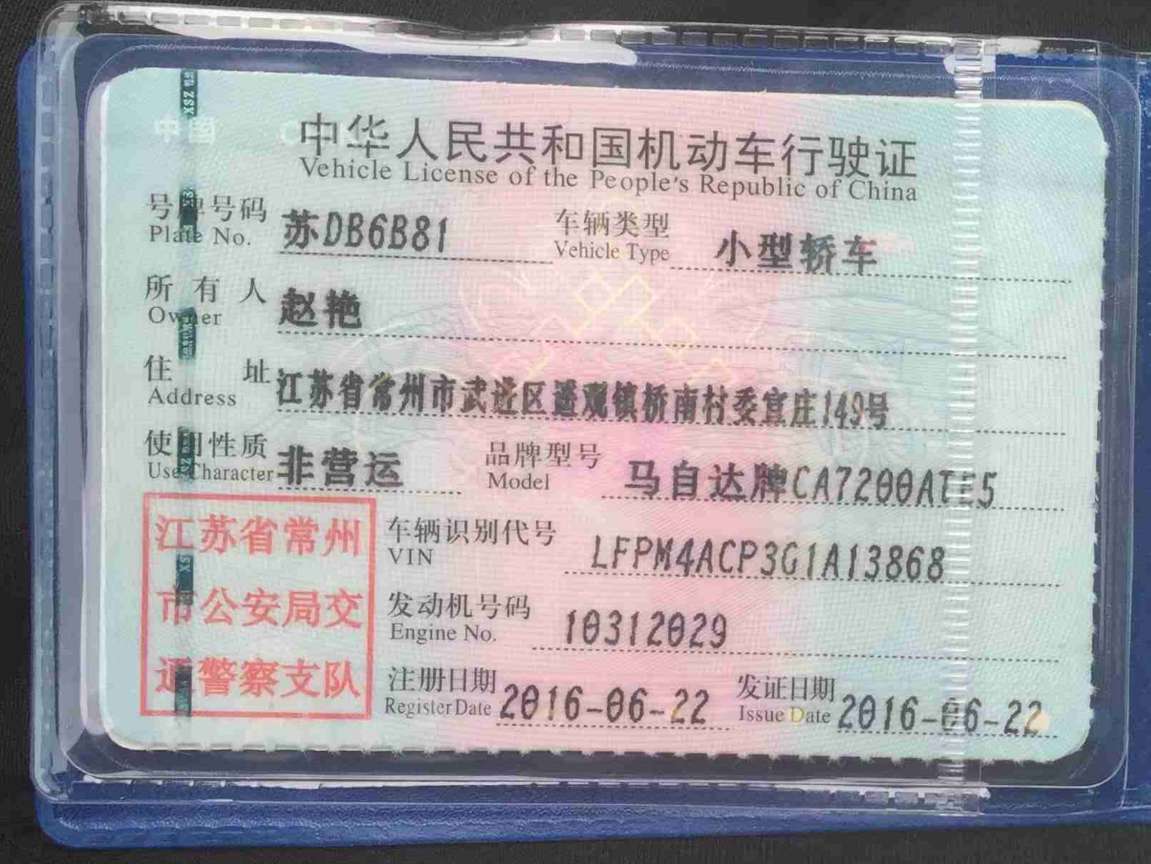 中华人民共和国机动车行驶证
Vehicle License of the People's Republic of China
号牌号码 苏DB6B81 车辆类型 小型轿车
Plate No. Vehicle Type
所有人 赵艳
Owner
住址 江苏省常州市武进区遥观镇桥南村委宣庄149号
Address
使用性质 非营运 品牌型号 马自达牌CA7200ATE5
Use Character Model
江苏省常州
市公安局交
通警察支队
车辆识别代号 LFPM4ACP3G1A13868
VIN
发动机号码 10312029
Engine No.
注册日期 2016-06-22 发证日期 2016-06-22
Register Date Issue Date